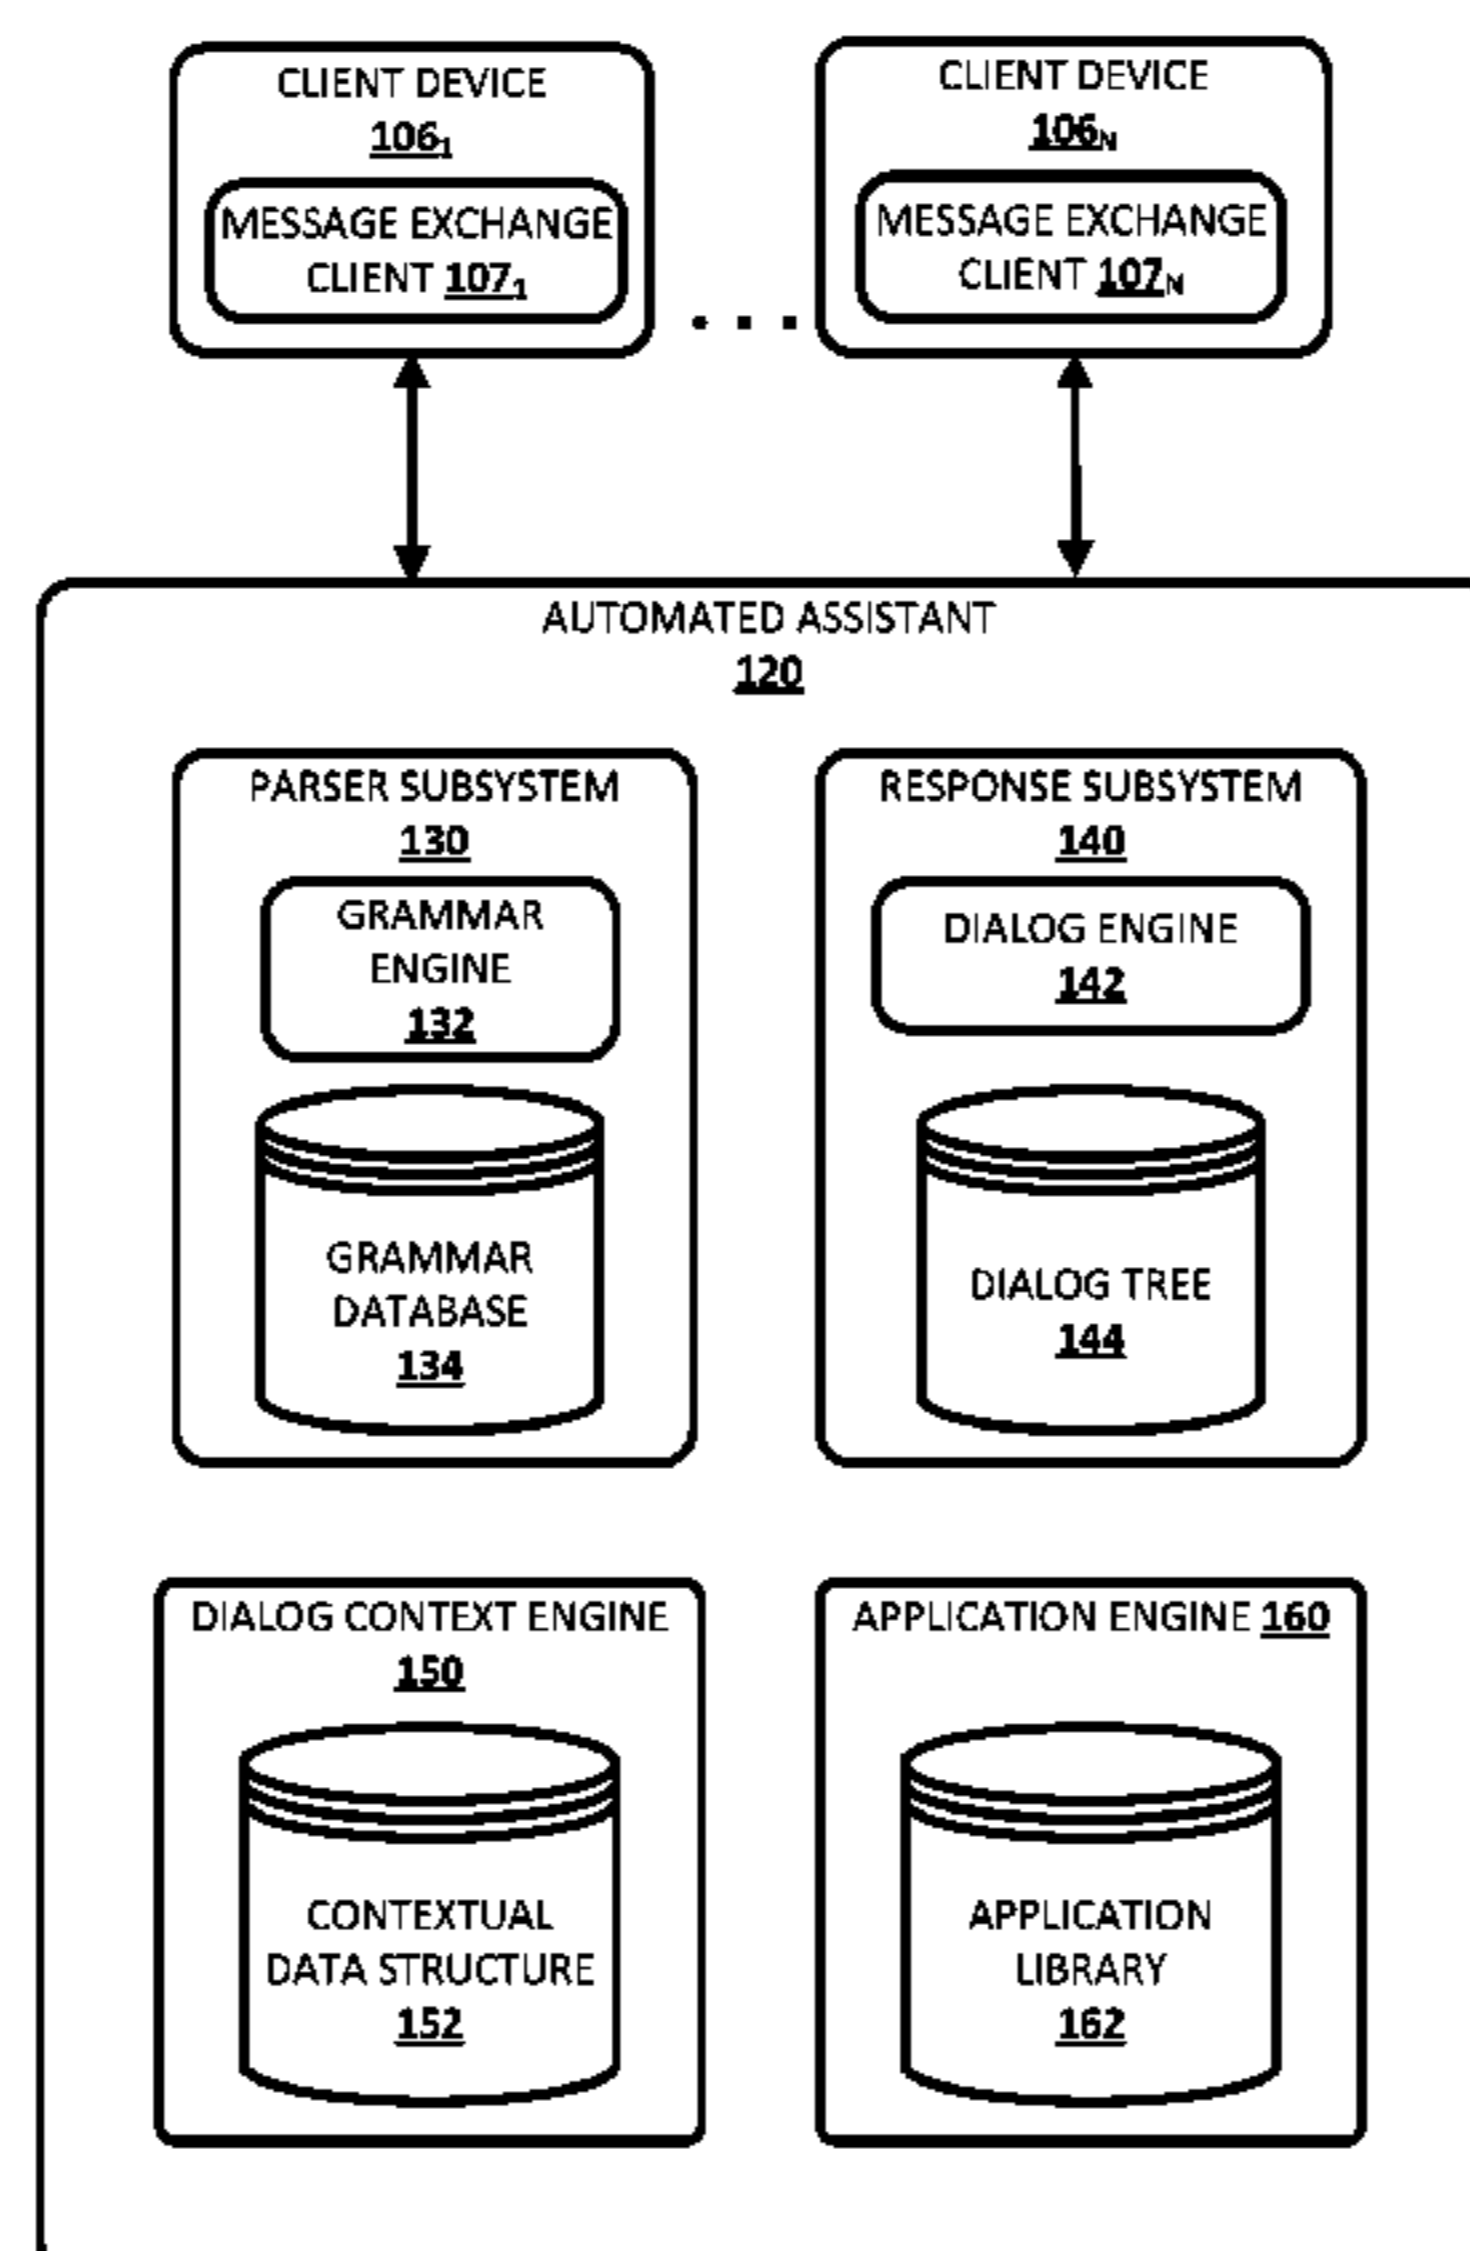 CLIENT DEVICE
106₁
MESSAGE EXCHANGE
CLIENT 107₁
. . .
CLIENT DEVICE
106ₙ
MESSAGE EXCHANGE
CLIENT 107ₙ
AUTOMATED ASSISTANT
120
PARSER SUBSYSTEM
130
GRAMMAR
ENGINE
132
GRAMMAR
DATABASE
134
RESPONSE SUBSYSTEM
140
DIALOG ENGINE
142
DIALOG TREE
144
DIALOG CONTEXT ENGINE
150
CONTEXTUAL
DATA STRUCTURE
152
APPLICATION ENGINE 160
APPLICATION
LIBRARY
162